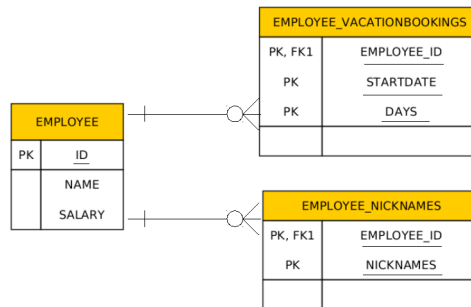 EMPLOYEE_VACATIONBOOKINGS
PK, FK1 EMPLOYEE_ID
PK STARTDATE
PK DAYS
EMPLOYEE
PK ID
NAME
SALARY
EMPLOYEE_NICKNAMES
PK, FK1 EMPLOYEE_ID
PK NICKNAMES